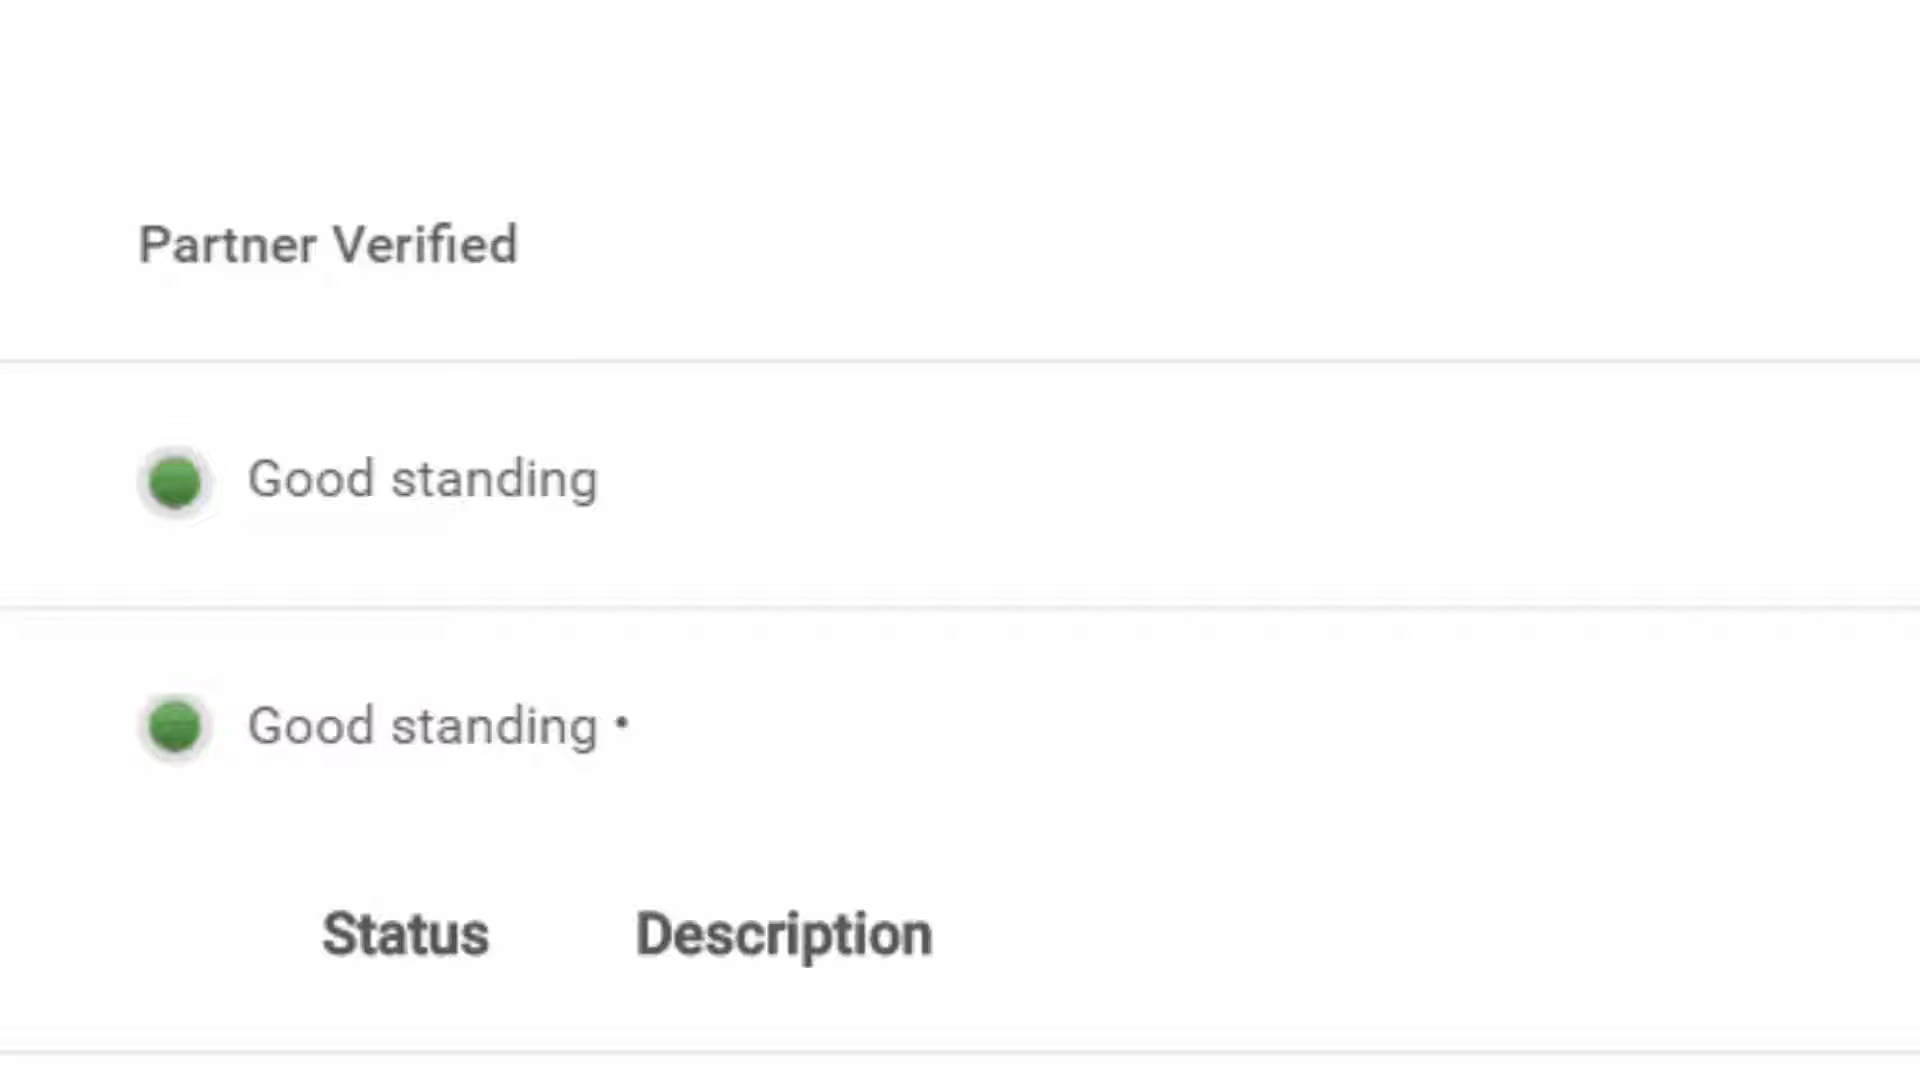 Partner Verified
Good standing
Good standing •
Status Description